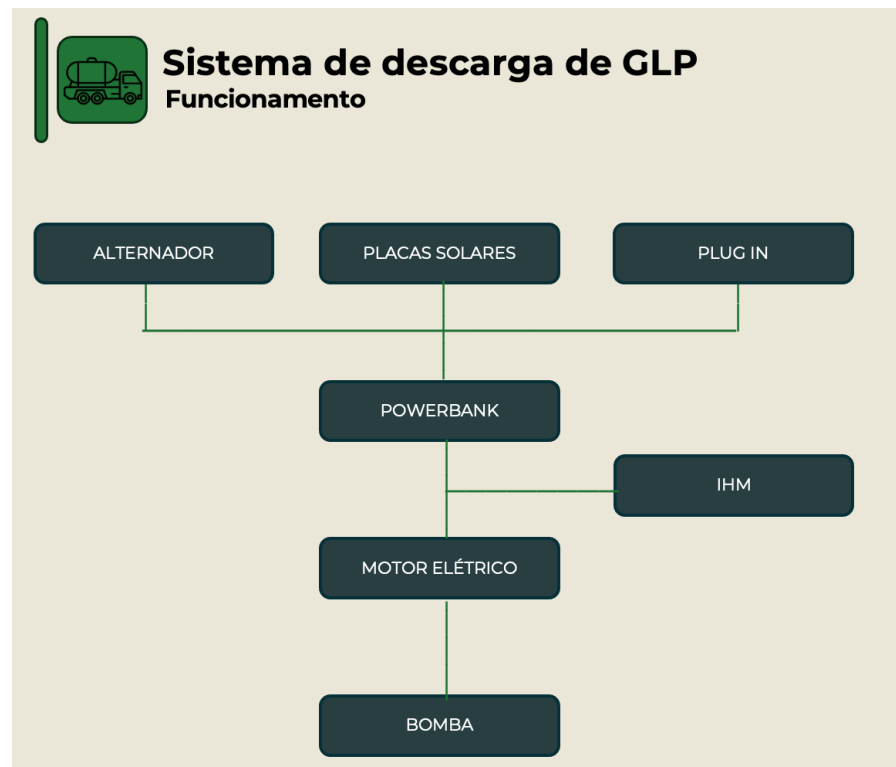 Sistema de descarga de GLP
Funcionamento
ALTERNADOR
PLACAS SOLARES
PLUG IN
POWERBANK
IHM
MOTOR ELÉTRICO
BOMBA